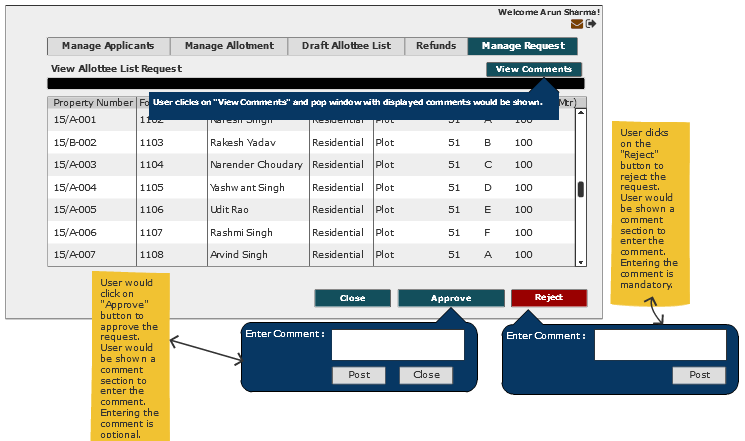 Welcome Arun Sharma!
Manage Applicants Manage Allotment Draft Allottee List Refunds Manage Request
View Allottee List Request View Comments
User clicks on "View Comments" and pop window with displayed comments would be shown.
Property Number Fo Mtr)
15/A-001 1102 Naresh Singh Residential Plot 51 A 100
15/B-002 1103 Rakesh Yadav Residential Plot 51 B 100
15/A-003 1104 Narender Choudary Residential Plot 51 C 100
15/A-004 1105 Yashwant Singh Residential Plot 51 D 100
15/A-005 1106 Udit Rao Residential Plot 51 E 100
15/A-006 1107 Rashmi Singh Residential Plot 51 F 100
15/A-007 1108 Arvind Singh Residential Plot 51 A 100
User clicks
on the
"Reject"
button to
reject the
request.
User would
be shown a
comment
section to
enter the
comment.
Entering the
comment is
mandatory.
Close Approve Reject
User would
click on
"Approve"
button to
approve the
request.
User would
be shown a
comment
section to
enter the
comment.
Entering the
comment is
optional.
Enter Comment :
Post Close
Enter Comment :
Post